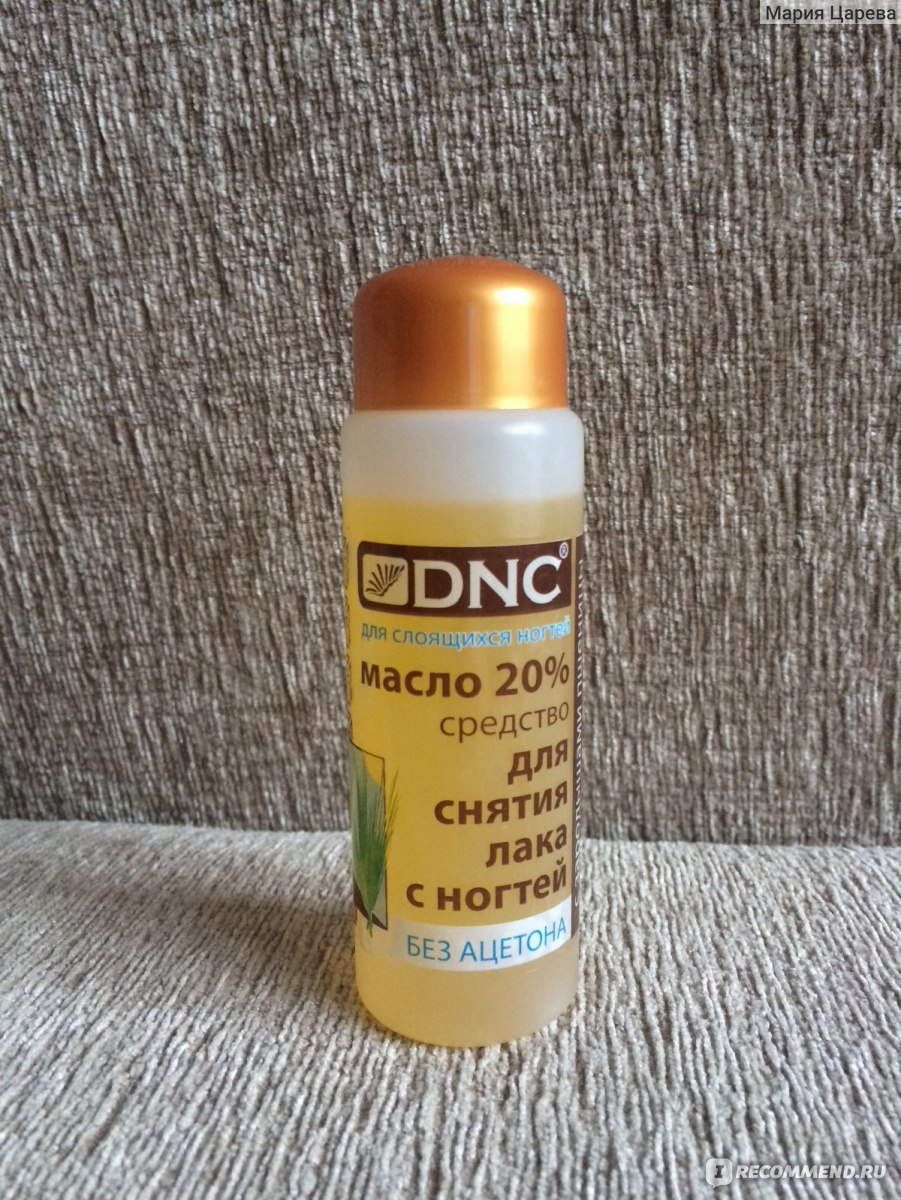 Мария Царева
DNC®
для слоящихся ногтей
масло 20%
средство
для
снятия
лака
с ногтей
БЕЗ АЦЕТОНА
IRECOMMEND.RU